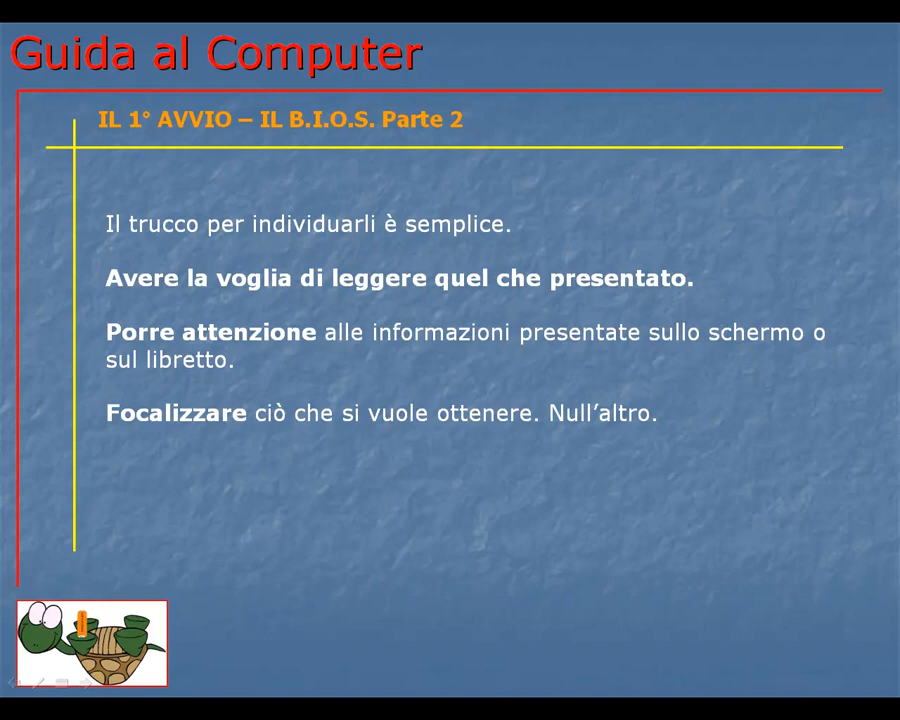 Guida al Computer
IL 1° AVVIO – IL B.I.O.S. Parte 2
Il trucco per individuarli è semplice.
Avere la voglia di leggere quel che presentato.
Porre attenzione alle informazioni presentate sullo schermo o
sul libretto.
Focalizzare ciò che si vuole ottenere. Null’altro.